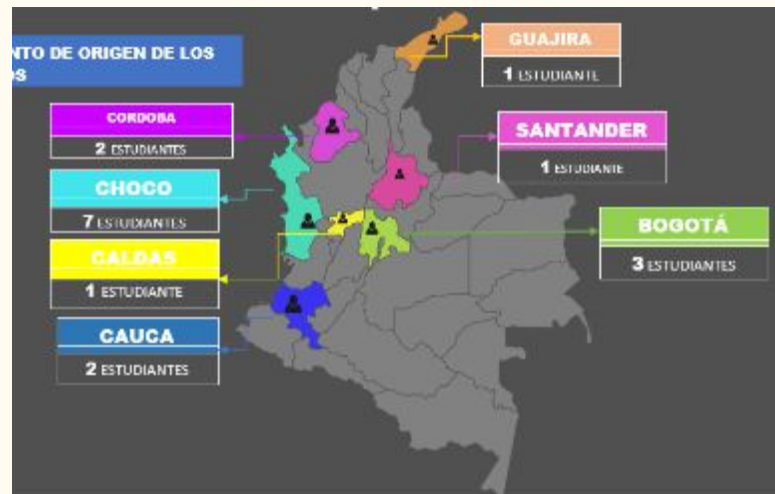 NTO DE ORIGEN DE LOS
OS
GUAJIRA
1 ESTUDIANTE
CORDOBA
2 ESTUDIANTES
SANTANDER
1 ESTUDIANTE
CHOCO
7 ESTUDIANTES
BOGOTÁ
3 ESTUDIANTES
CALDAS
1 ESTUDIANTE
CAUCA
2 ESTUDIANTES